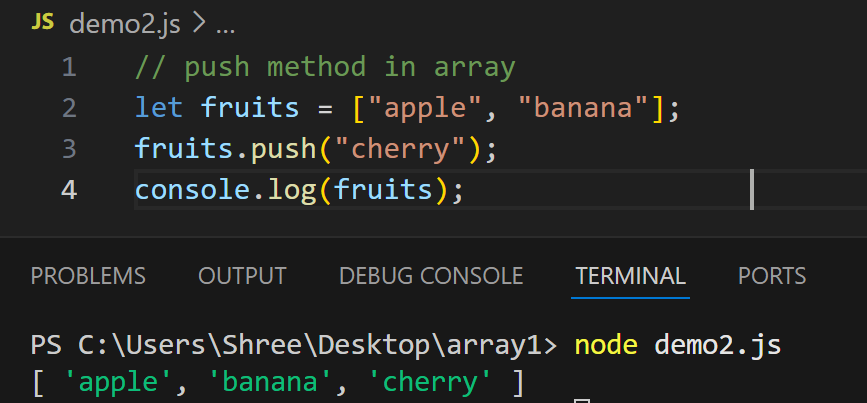 JS demo2.js > ...
1 // push method in array
2 let fruits = ["apple", "banana"];
3 fruits.push("cherry");
4 console.log(fruits);
PROBLEMS OUTPUT DEBUG CONSOLE TERMINAL PORTS
PS C:\Users\Shree\Desktop\array1> node demo2.js
[ 'apple', 'banana', 'cherry' ]